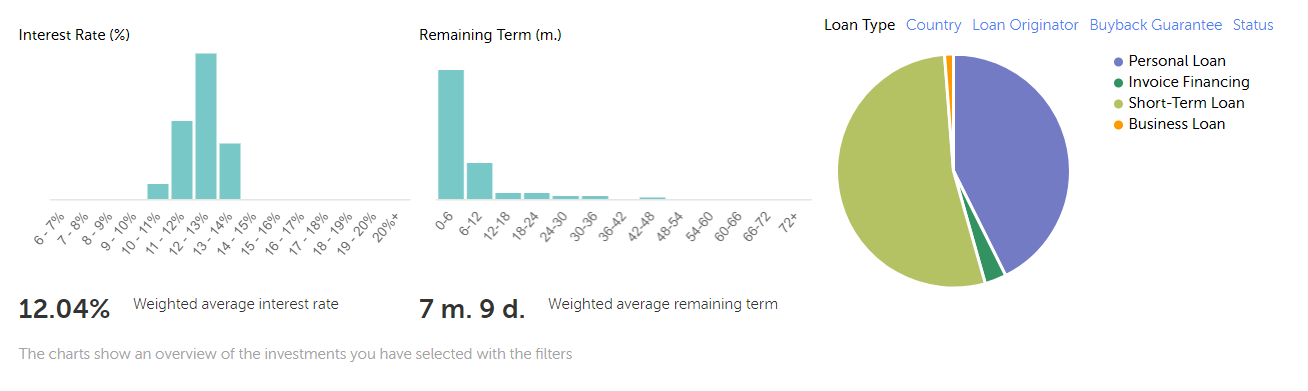 Interest Rate (%)
6 - 7%
7 - 8%
8 - 9%
9 - 10%
10 - 11%
11 - 12%
12 - 13%
13 - 14%
14 - 15%
15 - 16%
16 - 17%
17 - 18%
18 - 19%
19 - 20%
20%+
12.04% Weighted average interest rate
Remaining Term (m.)
0-6
6-12
12-18
18-24
24-30
30-36
36-42
42-48
48-54
54-60
60-66
66-72
72+
7 m. 9 d. Weighted average remaining term
Loan Type Country Loan Originator Buyback Guarantee Status
Personal Loan
Invoice Financing
Short-Term Loan
Business Loan
The charts show an overview of the investments you have selected with the filters